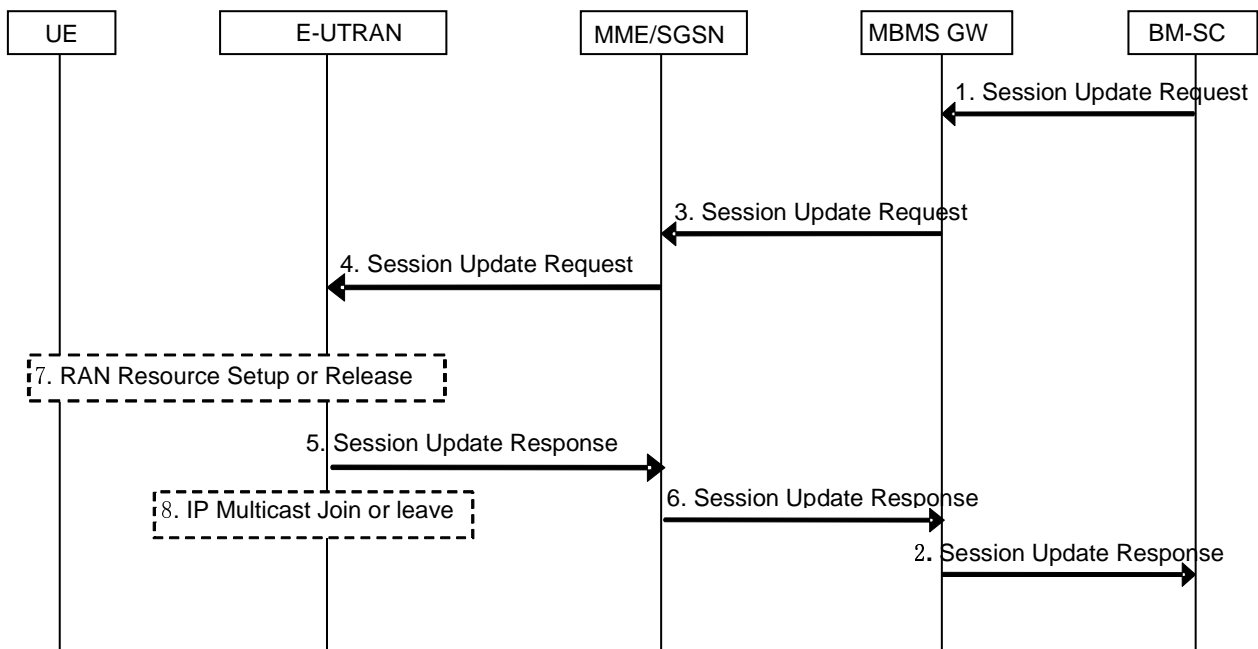 UE
E-UTRAN
MME/SGSN
MBMS GW
BM-SC
1. Session Update Request
3. Session Update Request
4. Session Update Request
7. RAN Resource Setup or Release
5. Session Update Response
6. Session Update Response
8. IP Multicast Join or leave
2. Session Update Response